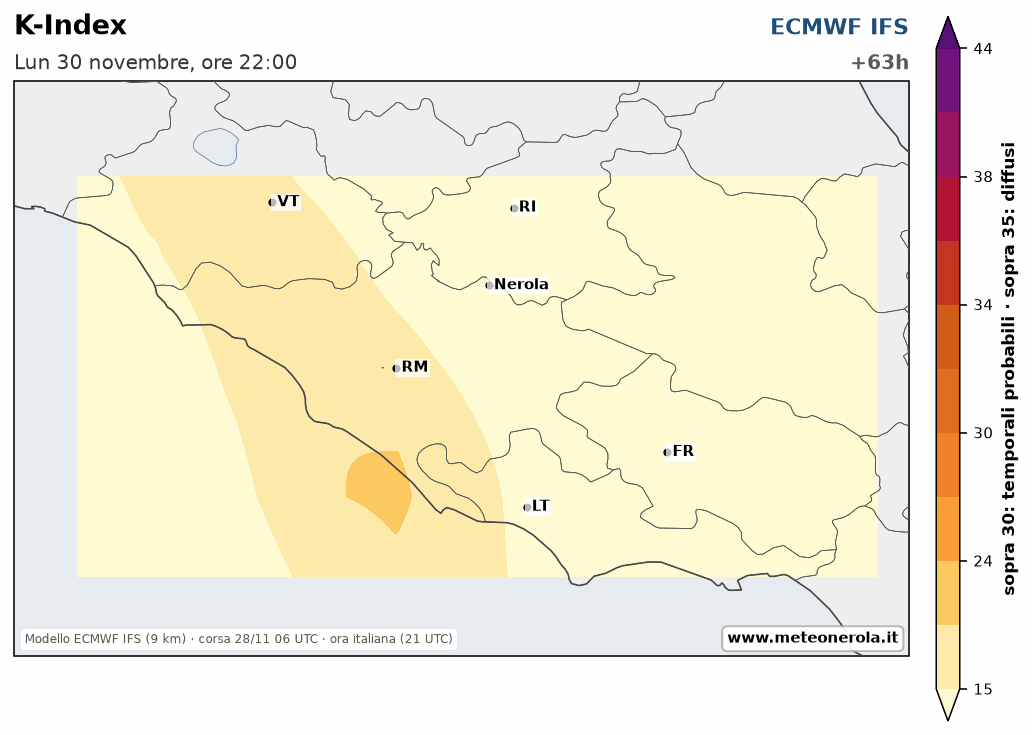 K-Index
ECMWF IFS
Lun 30 novembre, ore 22:00
+63h
VT
RI
Nerola
RM
FR
LT
Modello ECMWF IFS (9 km) · corsa 28/11 06 UTC · ora italiana (21 UTC)
www.meteonerola.it
44
38
34
30
24
15
sopra 30: temporali probabili · sopra 35: diffusi